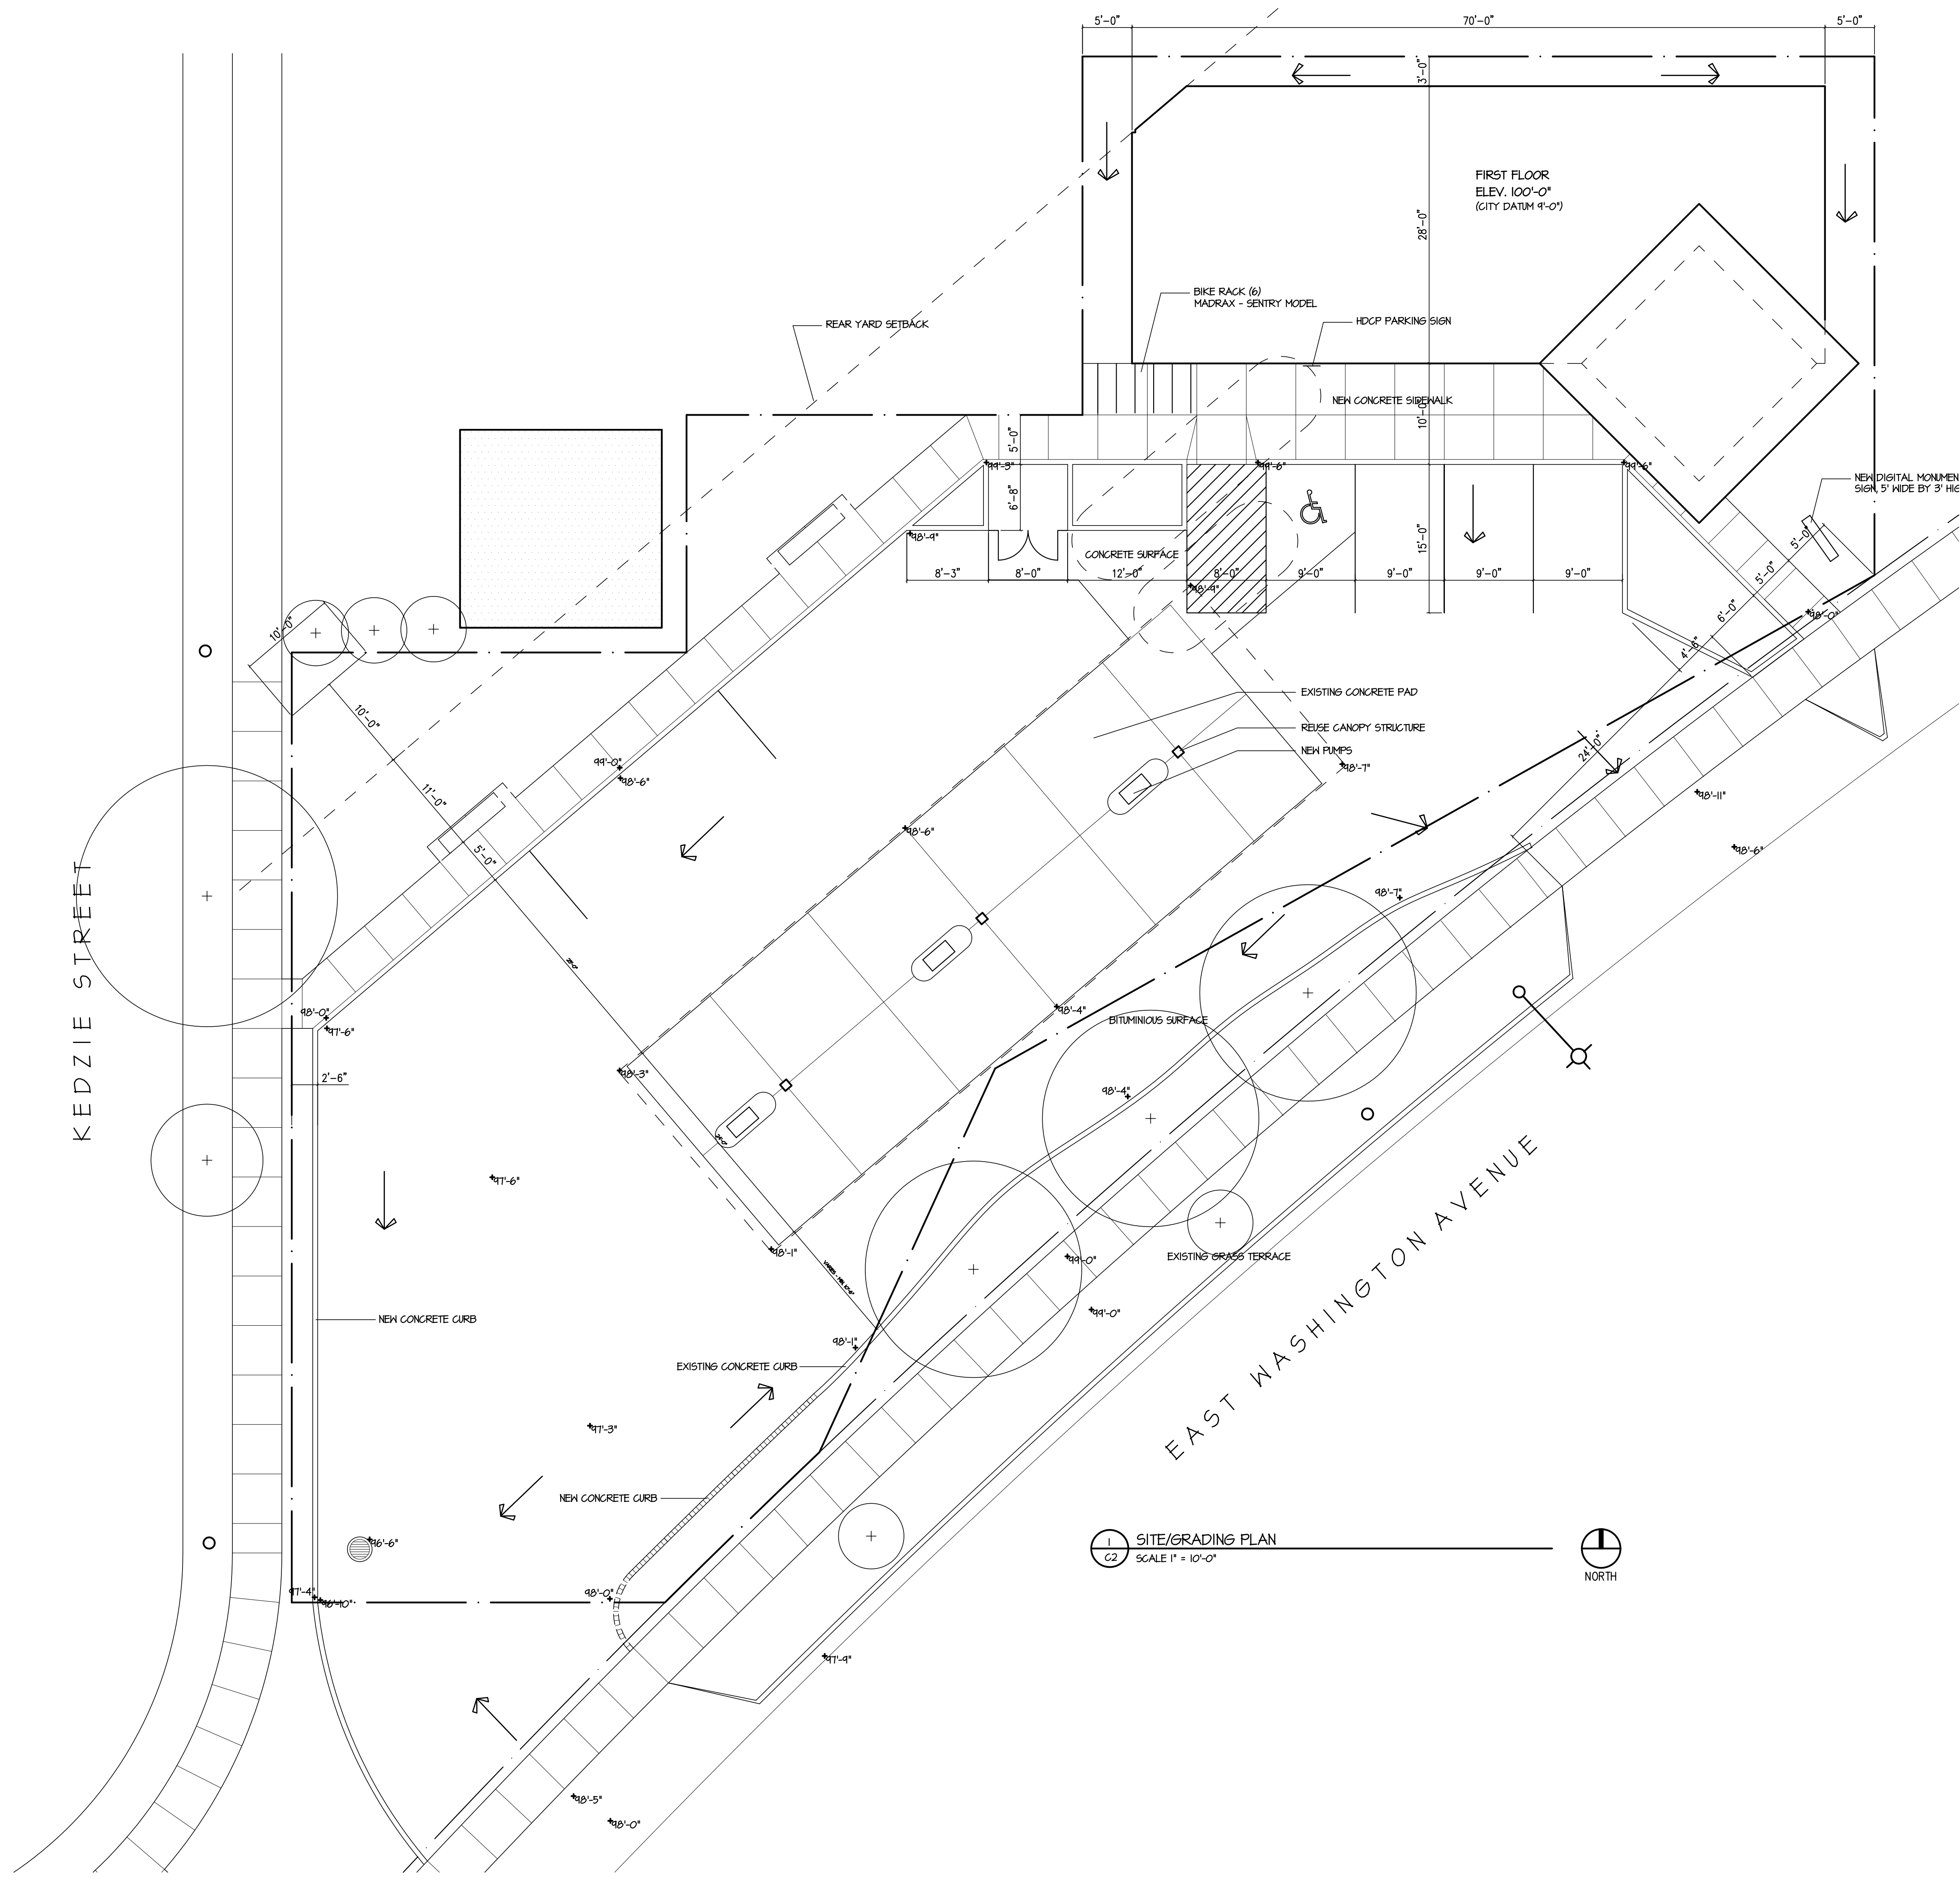 5'-0"
70'-0"
5'-0"
3'-0"
FIRST FLOOR
ELEV. 100'-0"
(CITY DATUM 9'-0")
28'-0"
BIKE RACK (6)
MADRAX - SENTRY MODEL
HDCP PARKING SIGN
REAR YARD SETBACK
NEW CONCRETE SIDEWALK
10'-0"
5'-0"
99'-3"
99'-6"
99'-6"
NEW DIGITAL MONUMEN
SIGN, 5' WIDE BY 3' HIG
6'-8"
98'-9"
15'-0"
5'-0"
CONCRETE SURFACE
8'-3"
8'-0"
12'-0"
8'-0"
9'-0"
9'-0"
9'-0"
9'-0"
5'-0"
98'-9"
6'-0"
98'-0"
10'-0"
4'-6"
EXISTING CONCRETE PAD
10'-0"
REUSE CANOPY STRUCTURE
24'-0"
NEW PUMPS
99'-0"
98'-6"
98'-7"
11'-0"
98'-11"
98'-6"
98'-6"
5'-0"
98'-7"
KEDZIE STREET
98'-0"
97'-6"
98'-4"
BITUMINIOUS SURFACE
2'-6"
98'-3"
98'-4"
97'-6"
98'-1"
99'-0"
EXISTING GRASS TERRACE
VARIES - MIN. 10'-6"
99'-0"
NEW CONCRETE CURB
98'-1"
EXISTING CONCRETE CURB
EAST WASHINGTON AVENUE
97'-3"
NEW CONCRETE CURB
96'-6"
1
C2
SITE/GRADING PLAN
SCALE 1" = 10'-0"
NORTH
97'-4"
96'-10"
98'-0"
97'-9"
98'-5"
98'-0"